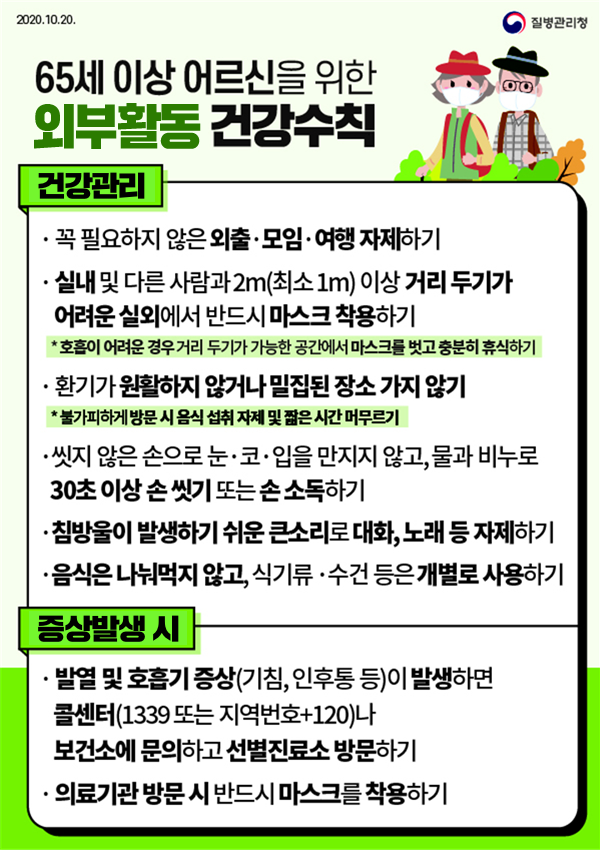 2020.10.20.
질병관리청
65세 이상 어르신을 위한
외부활동 건강수칙
건강관리
· 꼭 필요하지 않은 외출·모임·여행 자제하기
· 실내 및 다른 사람과 2m(최소 1m) 이상 거리 두기가
어려운 실외에서 반드시 마스크 착용하기
* 호흡이 어려운 경우 거리 두기가 가능한 공간에서 마스크를 벗고 충분히 휴식하기
· 환기가 원활하지 않거나 밀집된 장소 가지 않기
* 불가피하게 방문 시 음식 섭취 자제 및 짧은 시간 머무르기
·씻지 않은 손으로 눈·코·입을 만지지 않고, 물과 비누로
30초 이상 손 씻기 또는 손 소독하기
·침방울이 발생하기 쉬운 큰소리로 대화, 노래 등 자제하기
·음식은 나눠먹지 않고, 식기류 ·수건 등은 개별로 사용하기
증상발생 시
· 발열 및 호흡기 증상(기침, 인후통 등)이 발생하면
콜센터(1339 또는 지역번호+120)나
보건소에 문의하고 선별진료소 방문하기
· 의료기관 방문 시 반드시 마스크를 착용하기